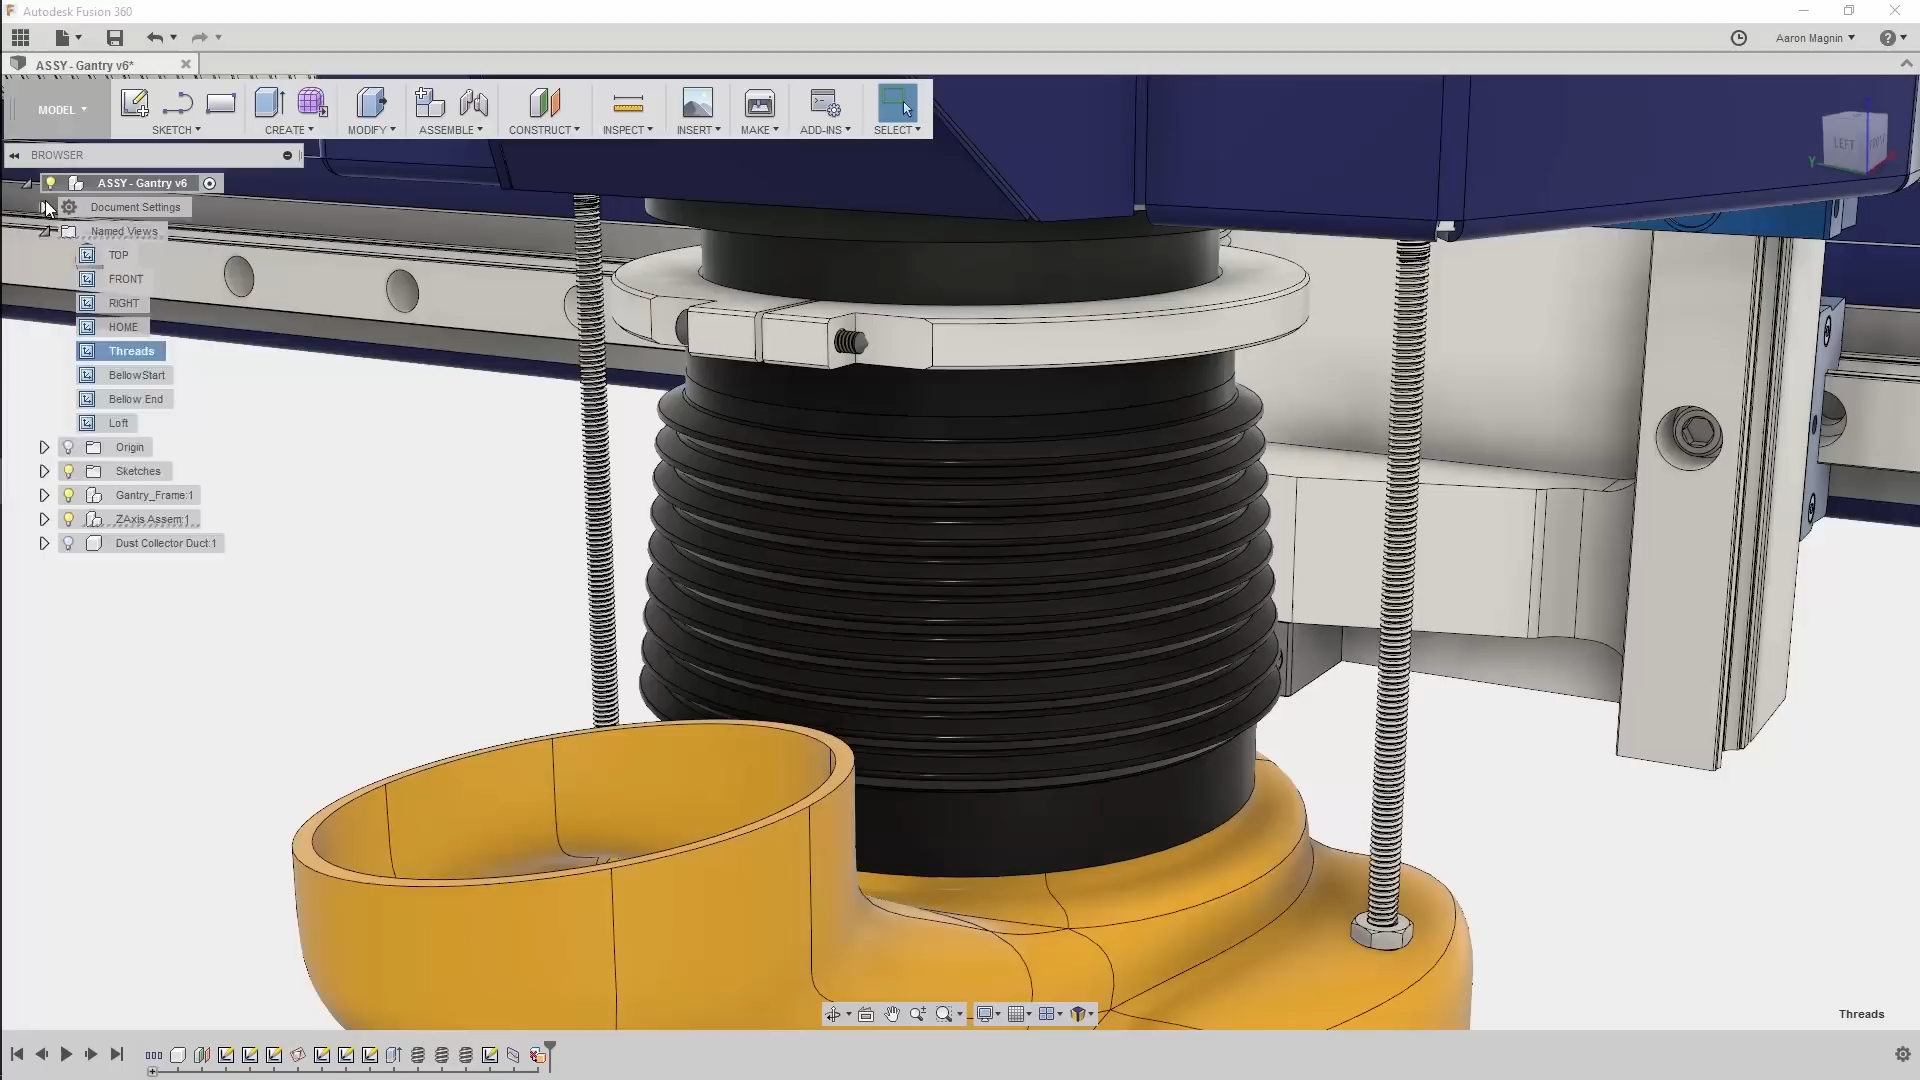 Autodesk Fusion 360
Aaron Magnin
ASSY - Gantry v6*
MODEL
SKETCH
CREATE
MODIFY
ASSEMBLE
CONSTRUCT
INSPECT
INSERT
MAKE
ADD-INS
SELECT
BROWSER
ASSY - Gantry v6
Document Settings
Named Views
TOP
FRONT
RIGHT
HOME
Threads
BellowStart
Bellow End
Loft
Origin
Sketches
Gantry_Frame:1
ZAxis Assem:1
Dust Collector Duct:1
LEFT
Z
Y
Threads